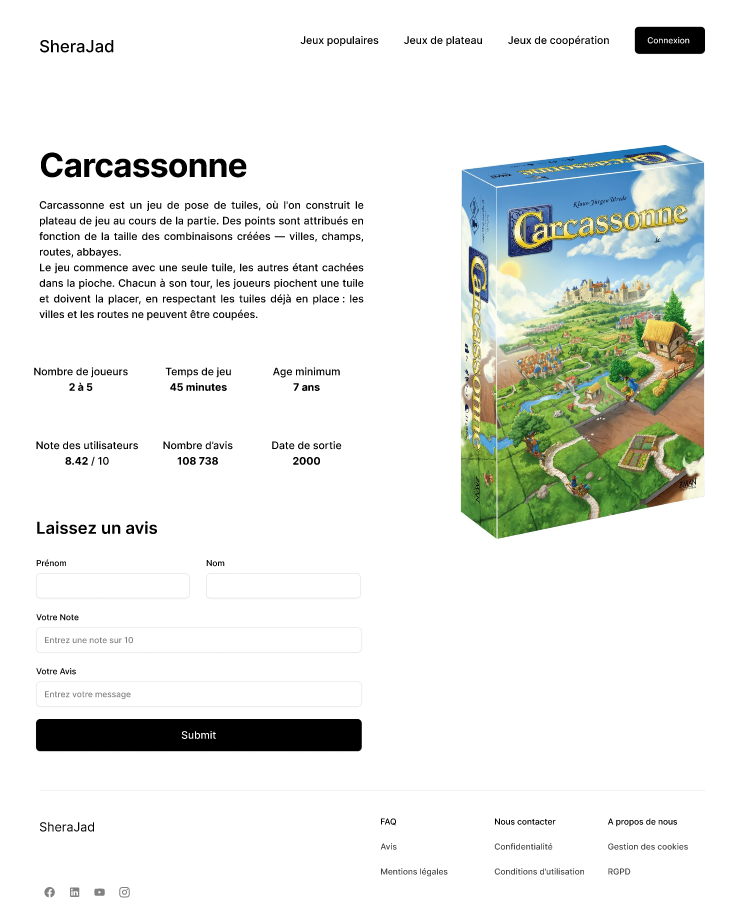 SheraJad
Jeux populaires
Jeux de plateau
Jeux de coopération
Connexion
Carcassonne
Carcassonne est un jeu de pose de tuiles, où l'on construit le
plateau de jeu au cours de la partie. Des points sont attribués en
fonction de la taille des combinaisons créées — villes, champs,
routes, abbayes.
Le jeu commence avec une seule tuile, les autres étant cachées
dans la pioche. Chacun à son tour, les joueurs piochent une tuile
et doivent la placer, en respectant les tuiles déjà en place : les
villes et les routes ne peuvent être coupées.
Carcassonne
Klaus-Jürgen Wrede
Carcassonne
Carcassonne
Nombre de joueurs
2 à 5
Temps de jeu
45 minutes
Age minimum
7 ans
Note des utilisateurs
8.42 / 10
Nombre d'avis
108 738
Date de sortie
2000
Laissez un avis
Prénom
Nom
Votre Note
Entrez une note sur 10
Votre Avis
Entrez votre message
Submit
SheraJad
FAQ
Nous contacter
A propos de nous
Avis
Confidentialité
Gestion des cookies
Mentions légales
Conditions d'utilisation
RGPD